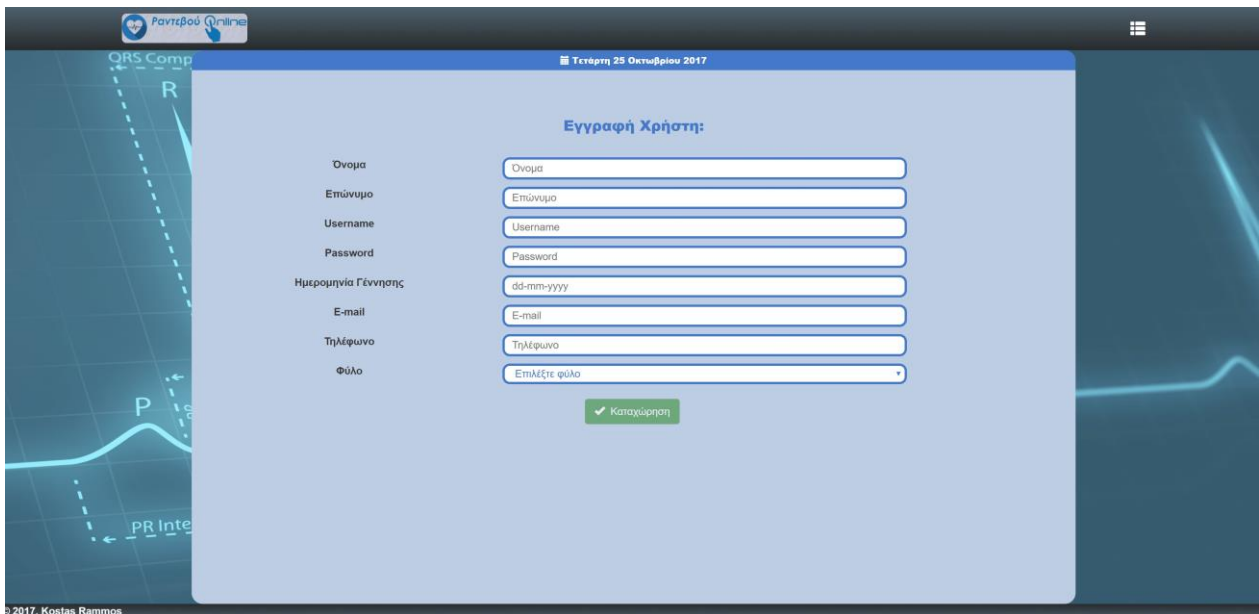 Ραντεβού Online
QRS Comp
Τετάρτη 25 Οκτωβρίου 2017
R
Εγγραφή Χρήστη:
Όνομα Όνομα
Επώνυμο Επώνυμο
Username Username
Password Password
Ημερομηνία Γέννησης dd-mm-yyyy
E-mail E-mail
Τηλέφωνο Τηλέφωνο
Φύλο Επιλέξτε φύλο
P
Καταχώρηση
PR Inte
© 2017, Kostas Rammos